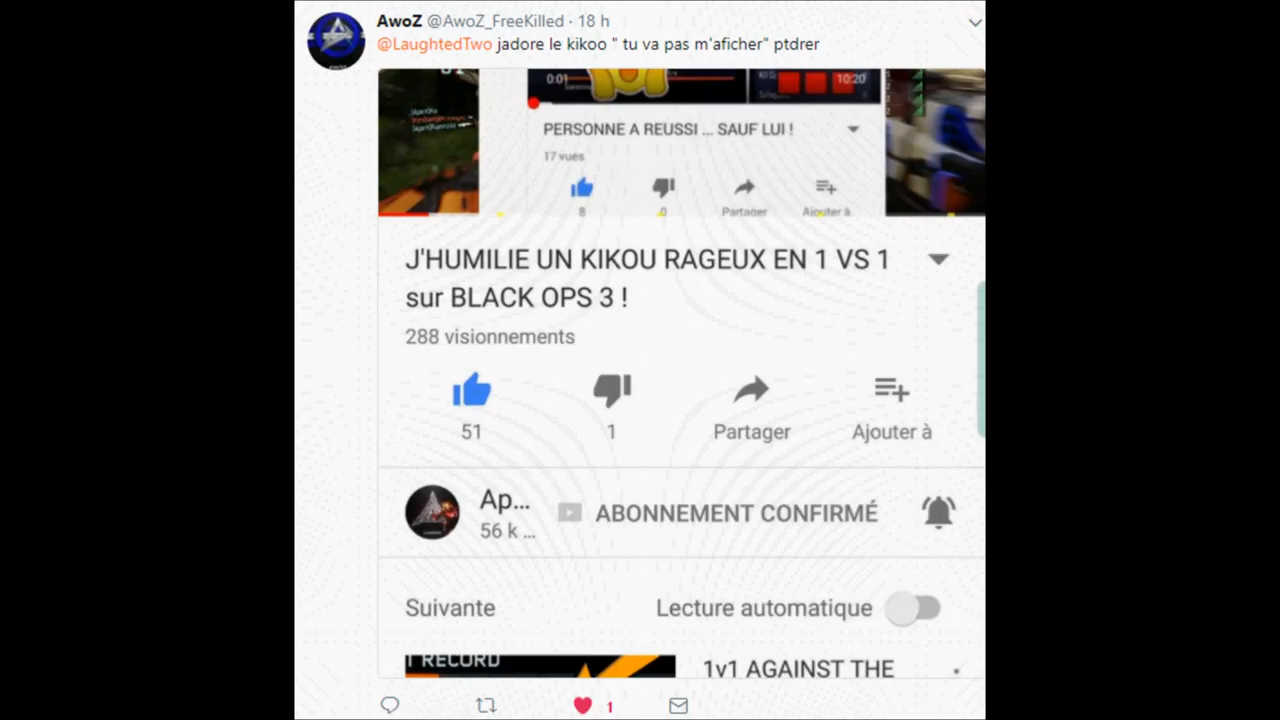 AwoZ @AwoZ_FreeKilled · 18 h
@LaughtedTwo jadore le kikoo " tu va pas m'aficher" ptdrer
0:01
10:20
PERSONNE A REUSSI ... SAUF LUI !
17 vues
8
0
Partager
Ajouter à
J'HUMILIE UN KIKOU RAGEUX EN 1 VS 1
sur BLACK OPS 3 !
288 visionnements
51
1
Partager
Ajouter à
Ap...
ABONNEMENT CONFIRMÉ
56 k ...
Suivante
Lecture automatique
RECORD
1v1 AGAINST THE
1